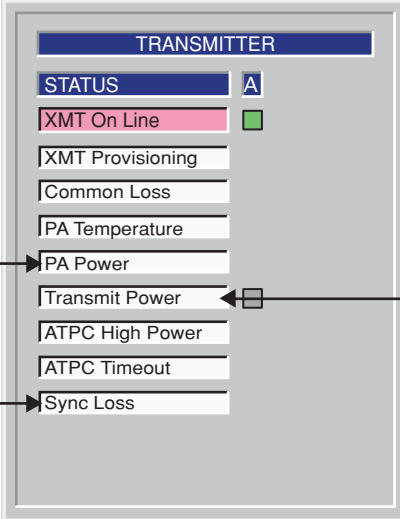 TRANSMITTER
STATUS A
XMT On Line
XMT Provisioning
Common Loss
PA Temperature
PA Power
Transmit Power
ATPC High Power
ATPC Timeout
Sync Loss